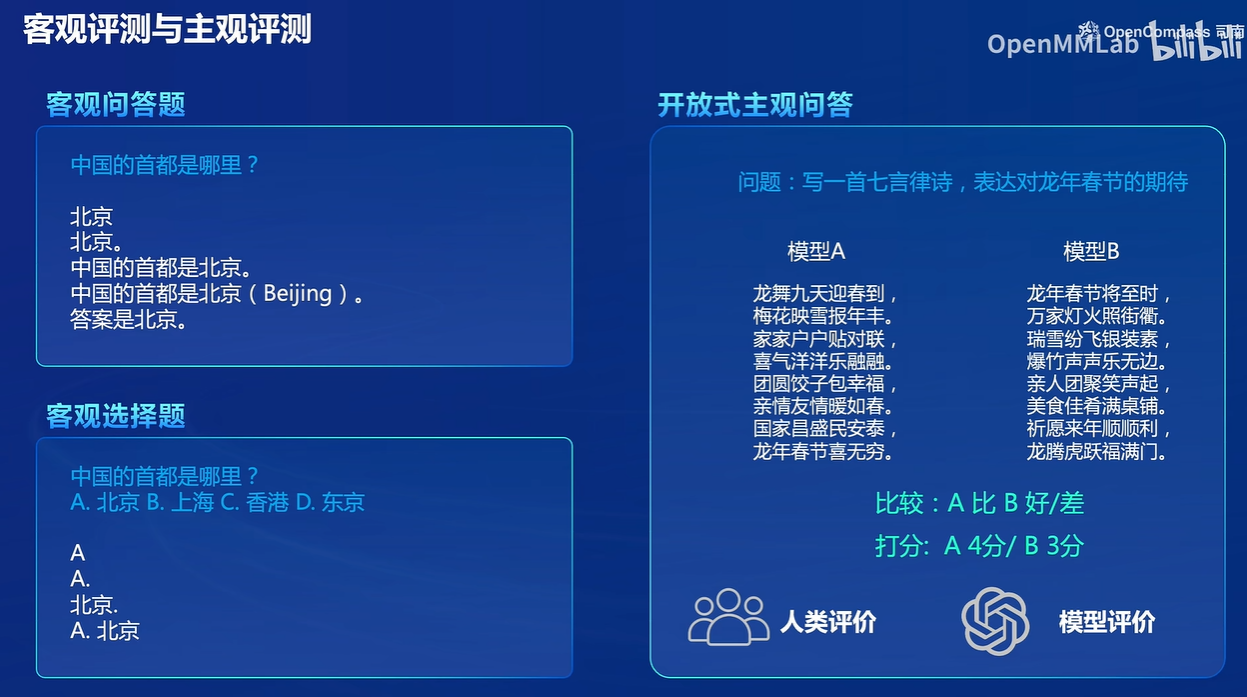 客观评测与主观评测
OpenCompass 司南
OpenMMLab bilibili
客观问答题
中国的首都是哪里？
北京
北京。
中国的首都是北京。
中国的首都是北京（Beijing）。
答案是北京。
客观选择题
中国的首都是哪里？
A. 北京 B. 上海 C. 香港 D. 东京
A
A.
北京.
A. 北京
开放式主观问答
问题：写一首七言律诗，表达对龙年春节的期待
模型A
龙舞九天迎春到，
梅花映雪报年丰。
家家户户贴对联，
喜气洋洋乐融融。
团圆饺子包幸福，
亲情友情暖如春。
国家昌盛民安泰，
龙年春节喜无穷。
模型B
龙年春节将至时，
万家灯火照街衢。
瑞雪纷飞银装素，
爆竹声声乐无边。
亲人团聚笑声起，
美食佳肴满桌铺。
祈愿来年顺顺利，
龙腾虎跃福满门。
比较：A 比 B 好/差
打分: A 4分/ B 3分
人类评价
模型评价